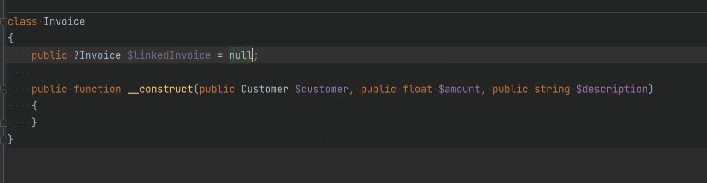 class Invoice
{
public ?Invoice $linkedInvoice = null;
public function __construct(public Customer $customer, public float $amount, public string $description)
{
}
}